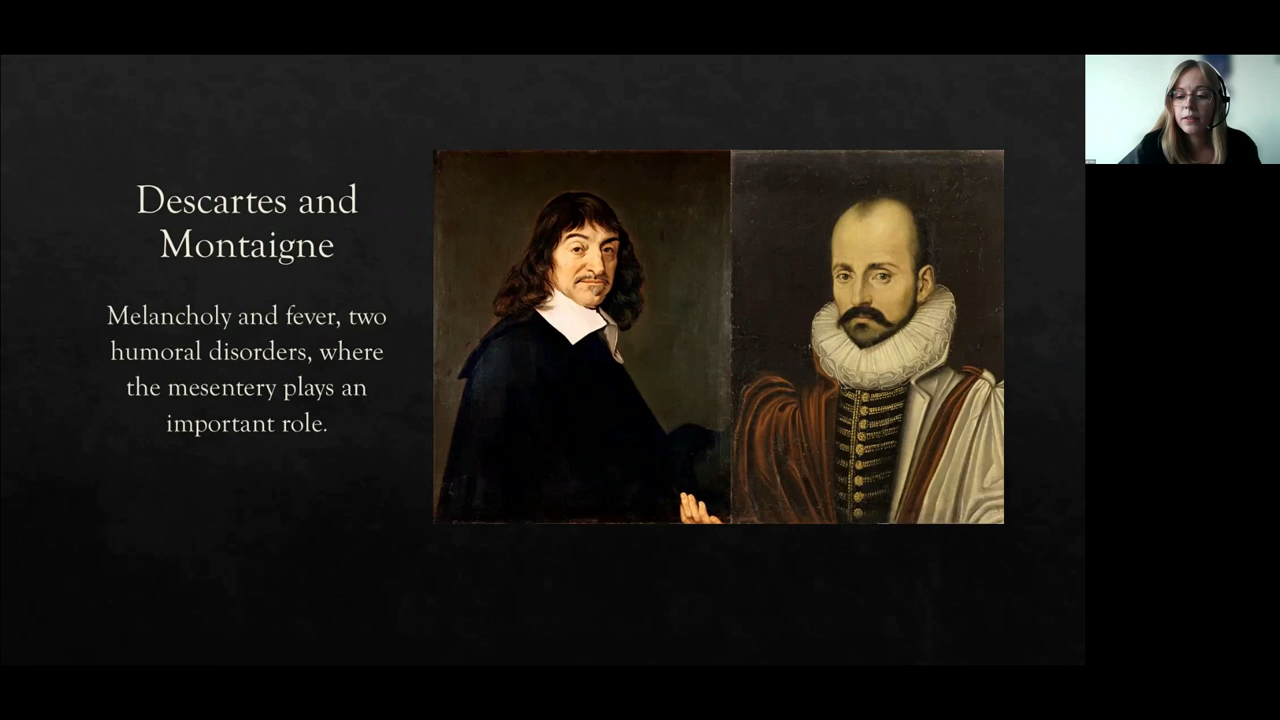 Descartes and
Montaigne
Melancholy and fever, two
humoral disorders, where
the mesentery plays an
important role.